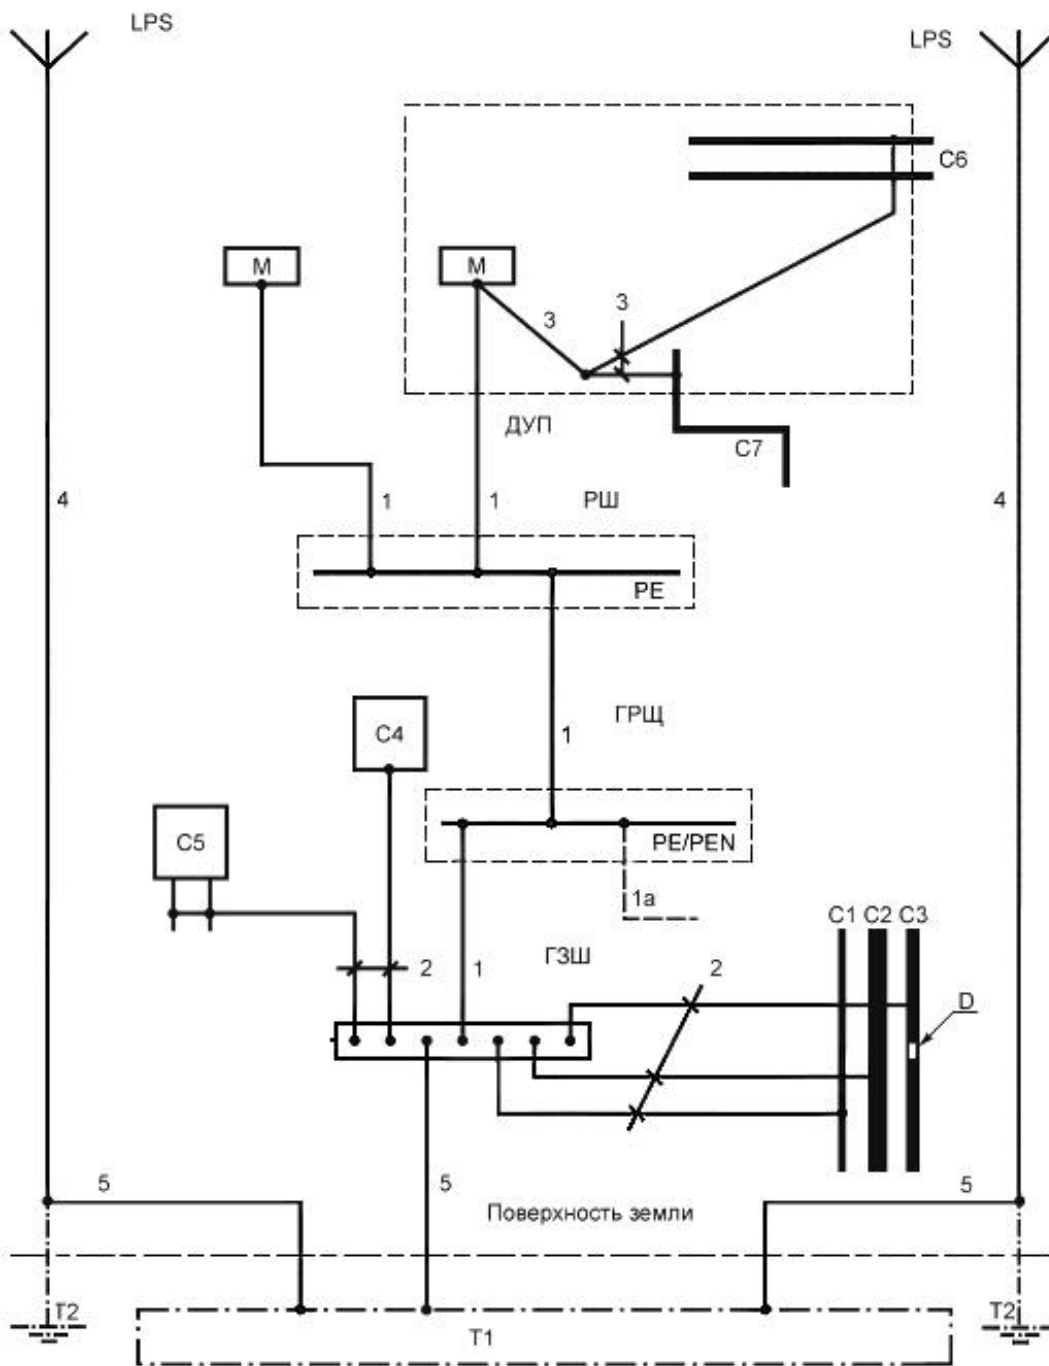 LPS
LPS
C6
M
M
3
3
ДУП
C7
4
1
1
РШ
4
PE
ГРЩ
C4
1
C5
PE/PEN
1a
C1 C2 C3
2
1
ГЗШ
2
D
5
5
5
Поверхность земли
T2
T1
T2